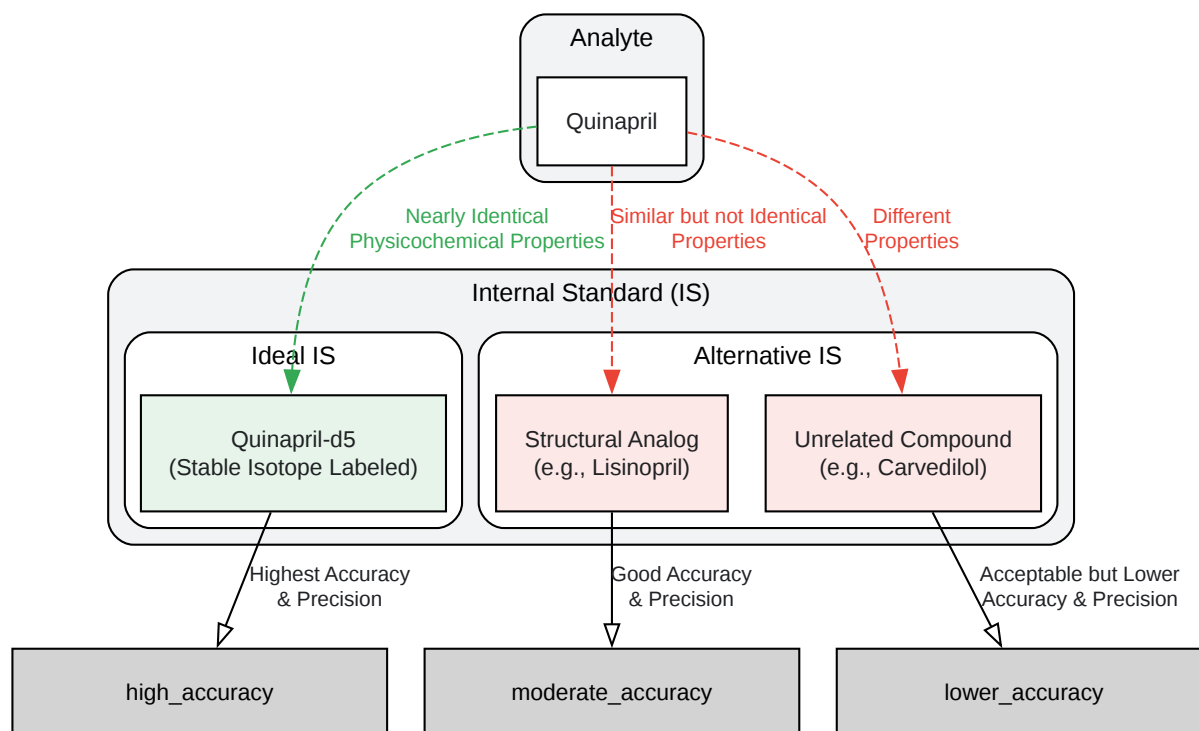 Analyte
Quinapril
Nearly Identical
Physicochemical Properties
Similar but not Identical
Properties
Different
Properties
Internal Standard (IS)
Ideal IS
Alternative IS
Quinapril-d5
(Stable Isotope Labeled)
Structural Analog
(e.g., Lisinopril)
Unrelated Compound
(e.g., Carvedilol)
Highest Accuracy
& Precision
Good Accuracy
& Precision
Acceptable but Lower
Accuracy & Precision
high_accuracy
moderate_accuracy
lower_accuracy